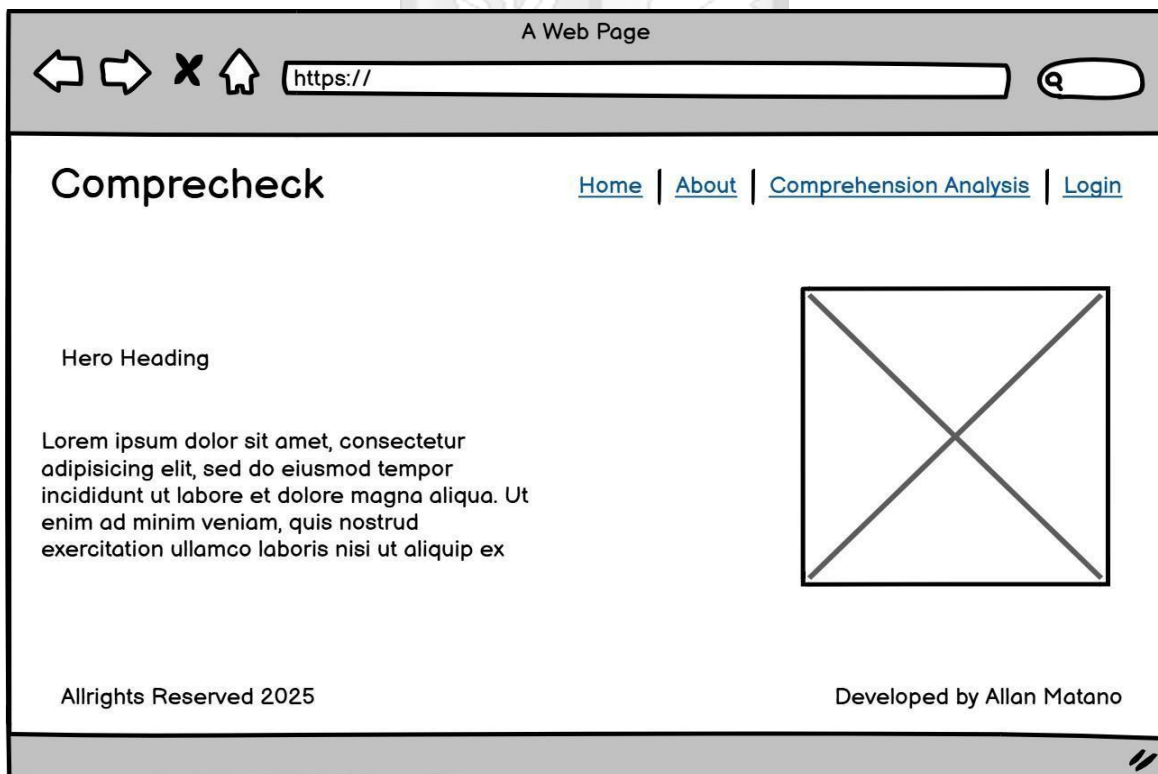 A Web Page
https://
Comprecheck
Home | About | Comprehension Analysis | Login
Hero Heading
Lorem ipsum dolor sit amet, consectetur
adipisicing elit, sed do eiusmod tempor
incididunt ut labore et dolore magna aliqua. Ut
enim ad minim veniam, quis nostrud
exercitation ullamco laboris nisi ut aliquip ex
Allrights Reserved 2025
Developed by Allan Matano